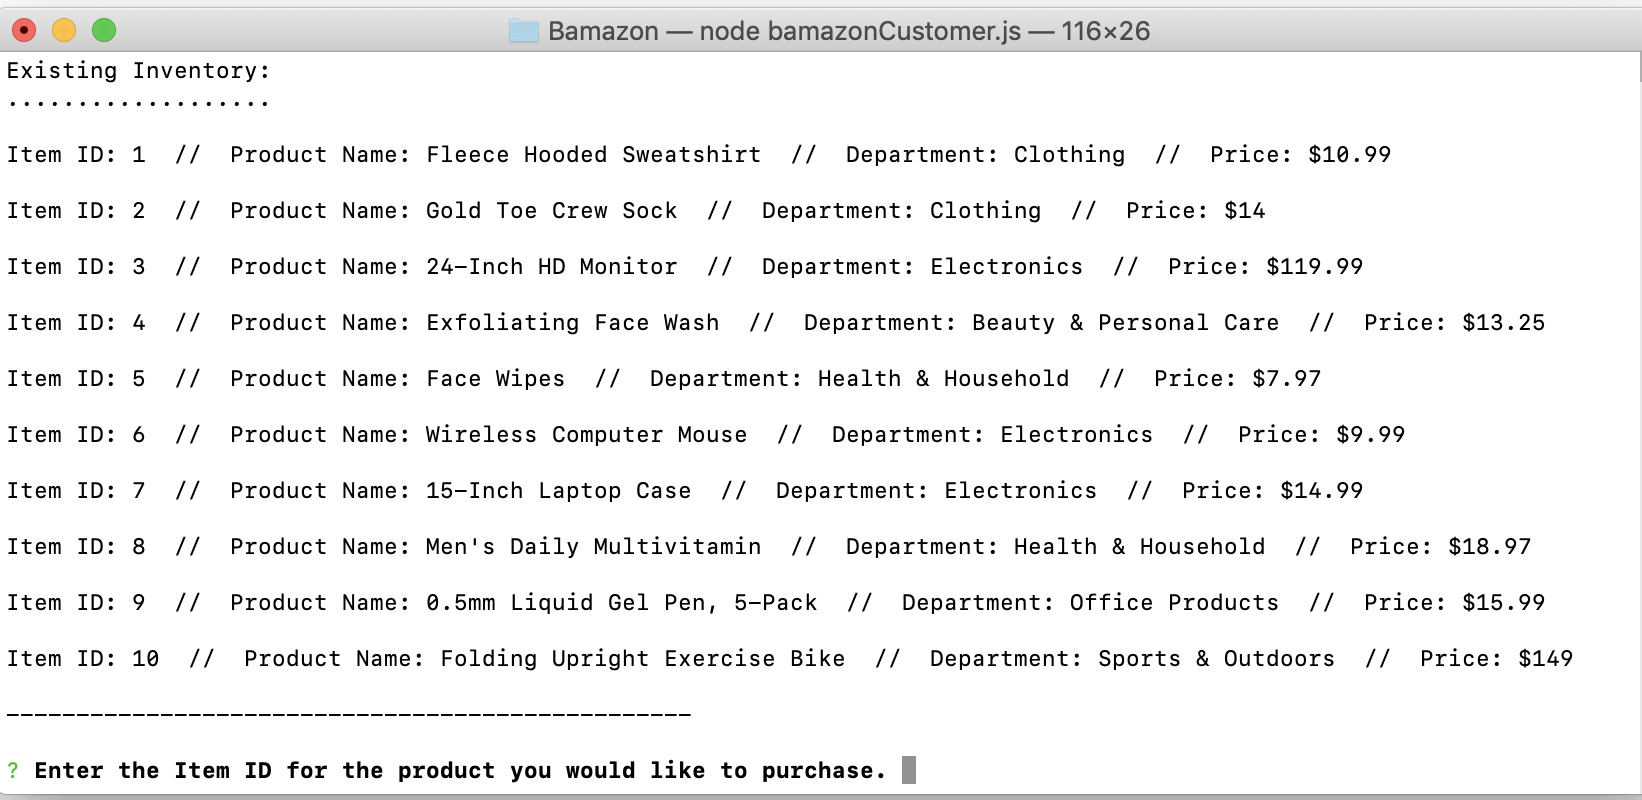 Bamazon — node bamazonCustomer.js — 116×26
Existing Inventory:
...................
Item ID: 1  //  Product Name: Fleece Hooded Sweatshirt  //  Department: Clothing  //  Price: $10.99
Item ID: 2  //  Product Name: Gold Toe Crew Sock  //  Department: Clothing  //  Price: $14
Item ID: 3  //  Product Name: 24-Inch HD Monitor  //  Department: Electronics  //  Price: $119.99
Item ID: 4  //  Product Name: Exfoliating Face Wash  //  Department: Beauty & Personal Care  //  Price: $13.25
Item ID: 5  //  Product Name: Face Wipes  //  Department: Health & Household  //  Price: $7.97
Item ID: 6  //  Product Name: Wireless Computer Mouse  //  Department: Electronics  //  Price: $9.99
Item ID: 7  //  Product Name: 15-Inch Laptop Case  //  Department: Electronics  //  Price: $14.99
Item ID: 8  //  Product Name: Men's Daily Multivitamin  //  Department: Health & Household  //  Price: $18.97
Item ID: 9  //  Product Name: 0.5mm Liquid Gel Pen, 5-Pack  //  Department: Office Products  //  Price: $15.99
Item ID: 10  //  Product Name: Folding Upright Exercise Bike  //  Department: Sports & Outdoors  //  Price: $149
-------------------------------------------------
? Enter the Item ID for the product you would like to purchase.